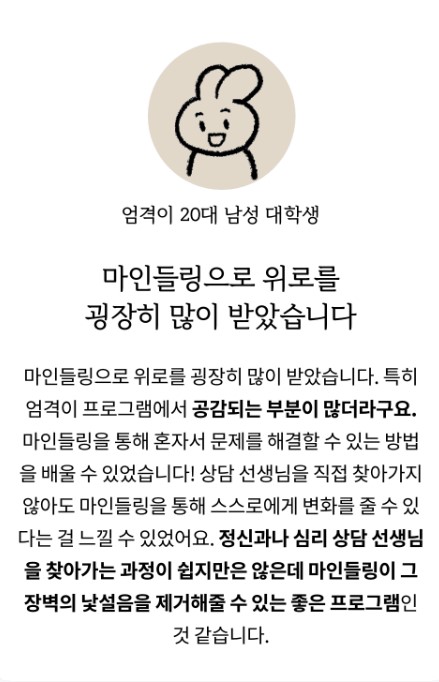 엄격이 20대 남성 대학생
마인들링으로 위로를
굉장히 많이 받았습니다
마인들링으로 위로를 굉장히 많이 받았습니다. 특히
엄격이 프로그램에서 공감되는 부분이 많더라구요.
마인들링을 통해 혼자서 문제를 해결할 수 있는 방법
을 배울 수 있었습니다! 상담 선생님을 직접 찾아가지
않아도 마인들링을 통해 스스로에게 변화를 줄 수 있
다는 걸 느낄 수 있었어요. 정신과나 심리 상담 선생님
을 찾아가는 과정이 쉽지만은 않은데 마인들링이 그
장벽의 낯설음을 제거해줄 수 있는 좋은 프로그램인
것 같습니다.